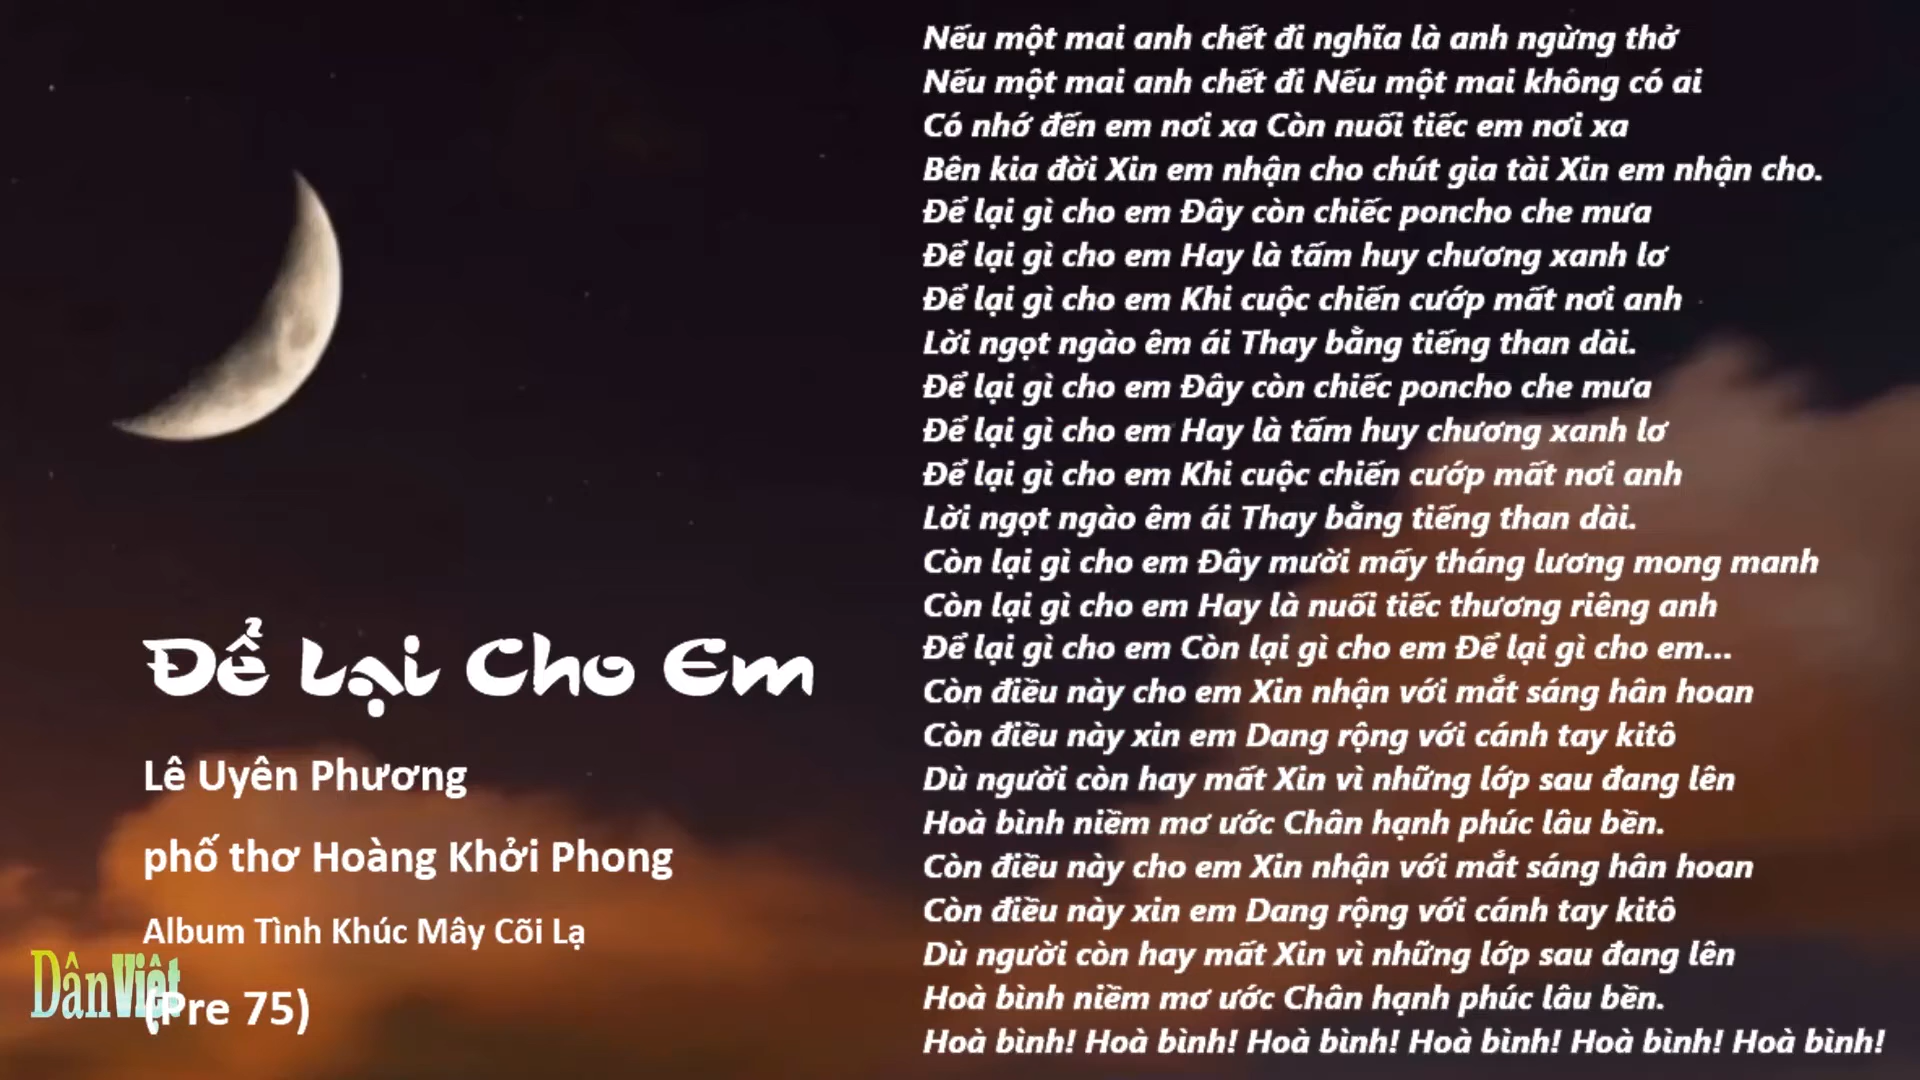 Để Lại Cho Em
Lê Uyên Phương
phổ thơ Hoàng Khởi Phong
Album Tình Khúc Mây Cõi Lạ
DânViệt
(Pre 75)
Nếu một mai anh chết đi nghĩa là anh ngừng thở
Nếu một mai anh chết đi Nếu một mai không có ai
Có nhớ đến em nơi xa Còn nuối tiếc em nơi xa
Bên kia đời Xin em nhận cho chút gia tài Xin em nhận cho.
Để lại gì cho em Đây còn chiếc poncho che mưa
Để lại gì cho em Hay là tấm huy chương xanh lơ
Để lại gì cho em Khi cuộc chiến cướp mất nơi anh
Lời ngọt ngào êm ái Thay bằng tiếng than dài.
Để lại gì cho em Đây còn chiếc poncho che mưa
Để lại gì cho em Hay là tấm huy chương xanh lơ
Để lại gì cho em Khi cuộc chiến cướp mất nơi anh
Lời ngọt ngào êm ái Thay bằng tiếng than dài.
Còn lại gì cho em Đây mười mấy tháng lương mong manh
Còn lại gì cho em Hay là nuối tiếc thương riêng anh
Để lại gì cho em Còn lại gì cho em Để lại gì cho em...
Còn điều này cho em Xin nhận với mắt sáng hân hoan
Còn điều này xin em Dang rộng với cánh tay kitô
Dù người còn hay mất Xin vì những lớp sau đang lên
Hoà bình niềm mơ ước Chân hạnh phúc lâu bền.
Còn điều này cho em Xin nhận với mắt sáng hân hoan
Còn điều này xin em Dang rộng với cánh tay kitô
Dù người còn hay mất Xin vì những lớp sau đang lên
Hoà bình niềm mơ ước Chân hạnh phúc lâu bền.
Hoà bình! Hoà bình! Hoà bình! Hoà bình! Hoà bình! Hoà bình!